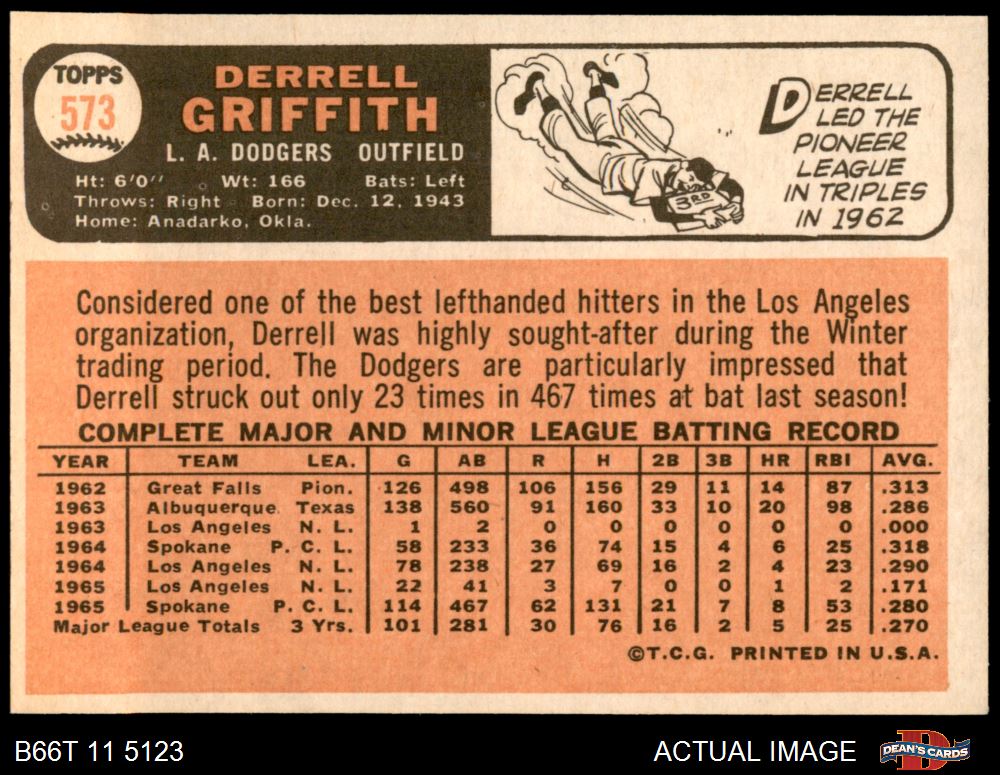 TOPPS
573
DERRELL
GRIFFITH
L. A. DODGERS OUTFIELD
Ht: 6'0" Wt: 166 Bats: Left
Throws: Right Born: Dec. 12, 1943
Home: Anadarko, Okla.
3RD
DERRELL
LED THE
PIONEER
LEAGUE
IN TRIPLES
IN 1962
Considered one of the best lefthanded hitters in the Los Angeles
organization, Derrell was highly sought-after during the Winter
trading period. The Dodgers are particularly impressed that
Derrell struck out only 23 times in 467 times at bat last season!
COMPLETE MAJOR AND MINOR LEAGUE BATTING RECORD
YEAR TEAM LEA. G AB R H 2B 3B HR RBI AVG.
1962 Great Falls Pion. 126 498 106 156 29 11 14 87 .313
1963 Albuquerque Texas 138 560 91 160 33 10 20 98 .286
1963 Los Angeles N. L. 1 2 0 0 0 0 0 0 .000
1964 Spokane P. C. L. 58 233 36 74 15 4 6 25 .318
1964 Los Angeles N. L. 78 238 27 69 16 2 4 23 .290
1965 Los Angeles N. L. 22 41 3 7 0 0 1 2 .171
1965 Spokane P. C. L. 114 467 62 131 21 7 8 53 .280
Major League Totals 3 Yrs. 101 281 30 76 16 2 5 25 .270
©T.C.G. PRINTED IN U.S.A.
B66T 11 5123
ACTUAL IMAGE
DEAN'S CARDS